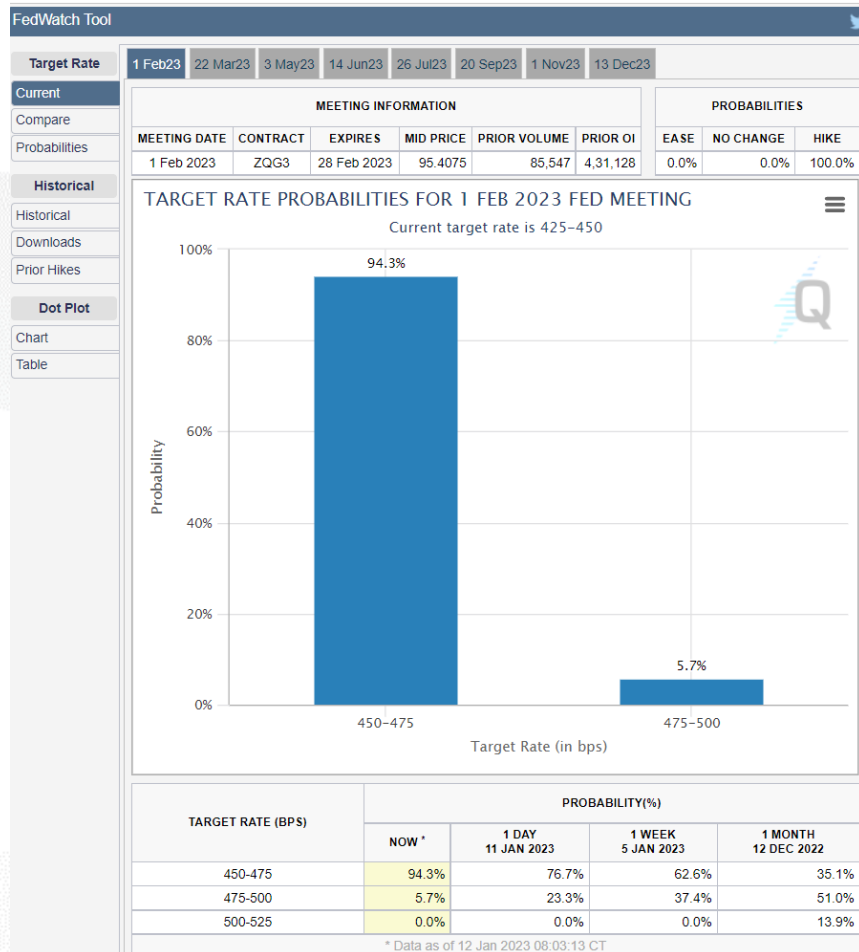 FedWatch Tool
Target Rate
Current
Compare
Probabilities
Historical
Historical
Downloads
Prior Hikes
Dot Plot
Chart
Table
1 Feb23 22 Mar23 3 May23 14 Jun23 26 Jul23 20 Sep23 1 Nov23 13 Dec23
MEETING INFORMATION
MEETING DATE CONTRACT EXPIRES MID PRICE PRIOR VOLUME PRIOR OI
1 Feb 2023 ZQG3 28 Feb 2023 95.4075 85,547 4,31,128
PROBABILITIES
EASE NO CHANGE HIKE
0.0% 0.0% 100.0%
TARGET RATE PROBABILITIES FOR 1 FEB 2023 FED MEETING
Current target rate is 425–450
Probability
100%
80%
60%
40%
20%
0%
94.3%
5.7%
450–475 475–500
Target Rate (in bps)
Q
TARGET RATE (BPS) PROBABILITY(%)
NOW * 1 DAY 1 WEEK 1 MONTH
11 JAN 2023 5 JAN 2023 12 DEC 2022
450-475 94.3% 76.7% 62.6% 35.1%
475-500 5.7% 23.3% 37.4% 51.0%
500-525 0.0% 0.0% 0.0% 13.9%
* Data as of 12 Jan 2023 08:03:13 CT